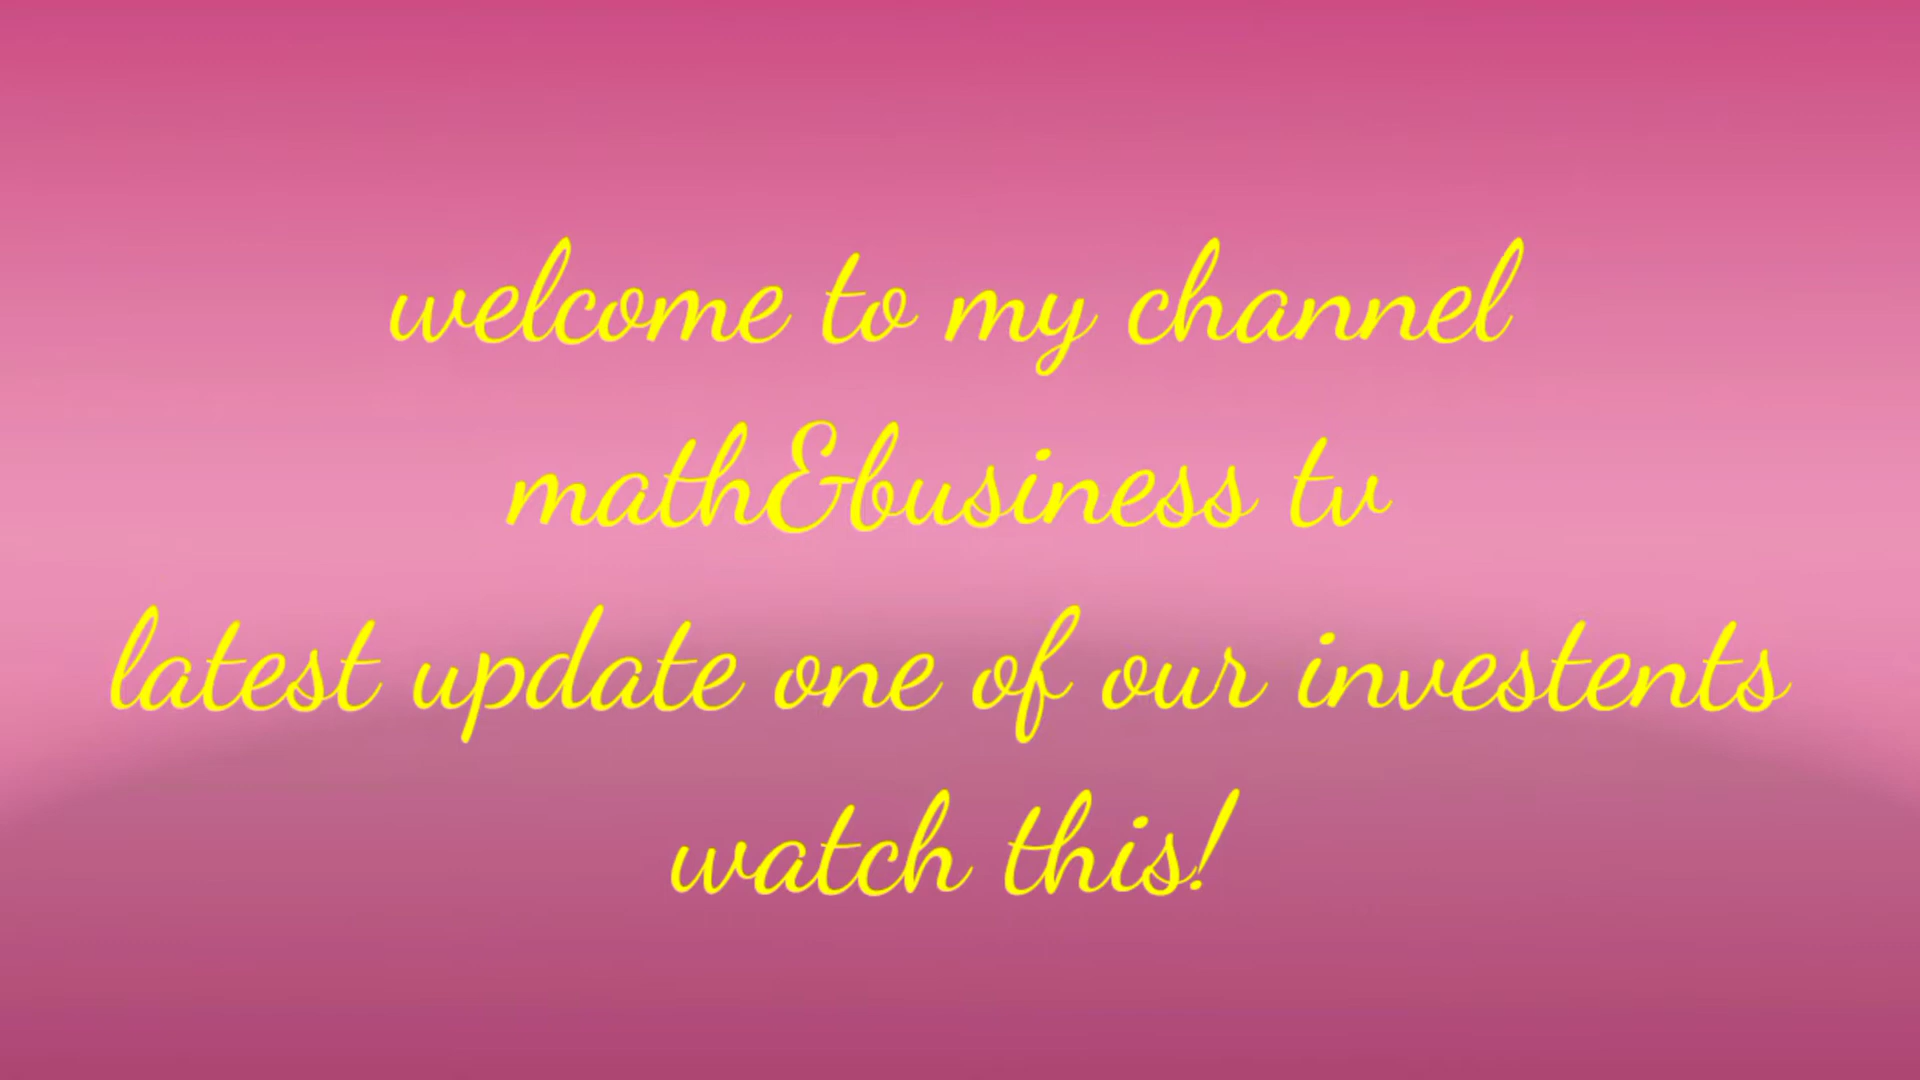 welcome to my channel
math&business tv
latest update one of our investents
watch this!